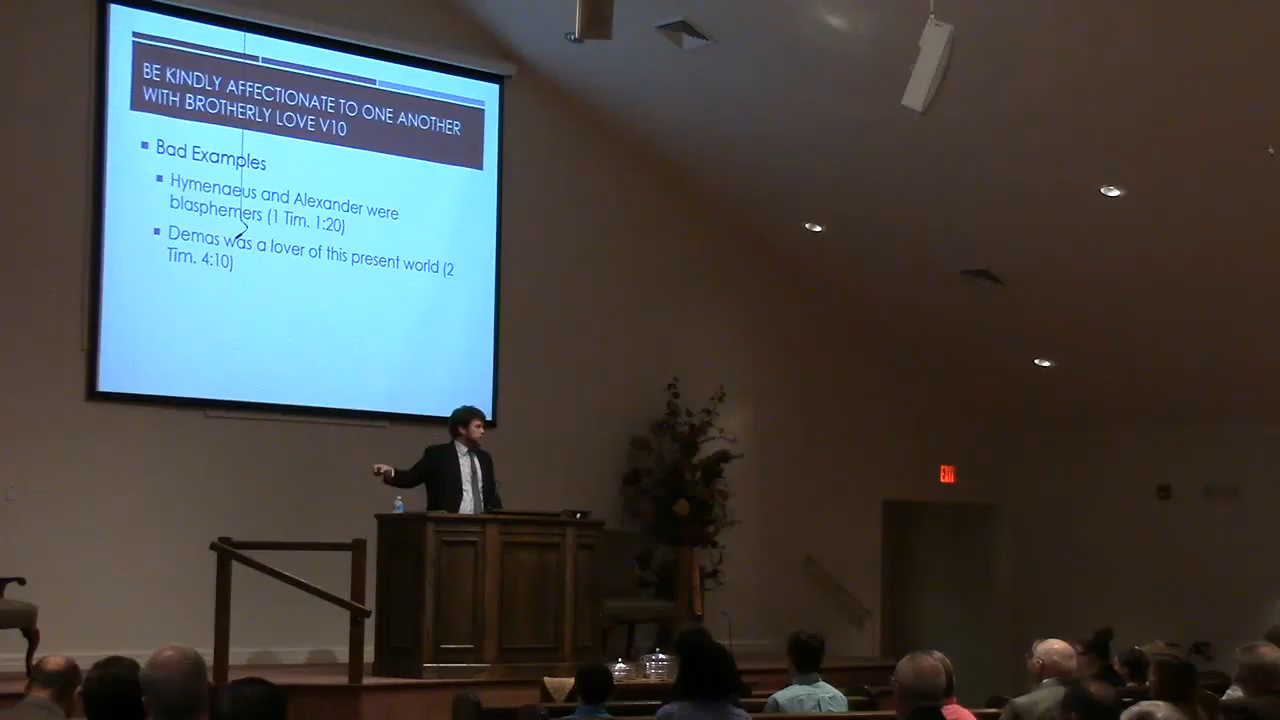 BE KINDLY AFFECTIONATE TO ONE ANOTHER
WITH BROTHERLY LOVE V10
Bad Examples
Hymenaeus and Alexander were
blasphemers (1 Tim. 1:20)
Demas was a lover of this present world (2
Tim. 4:10)
EXIT